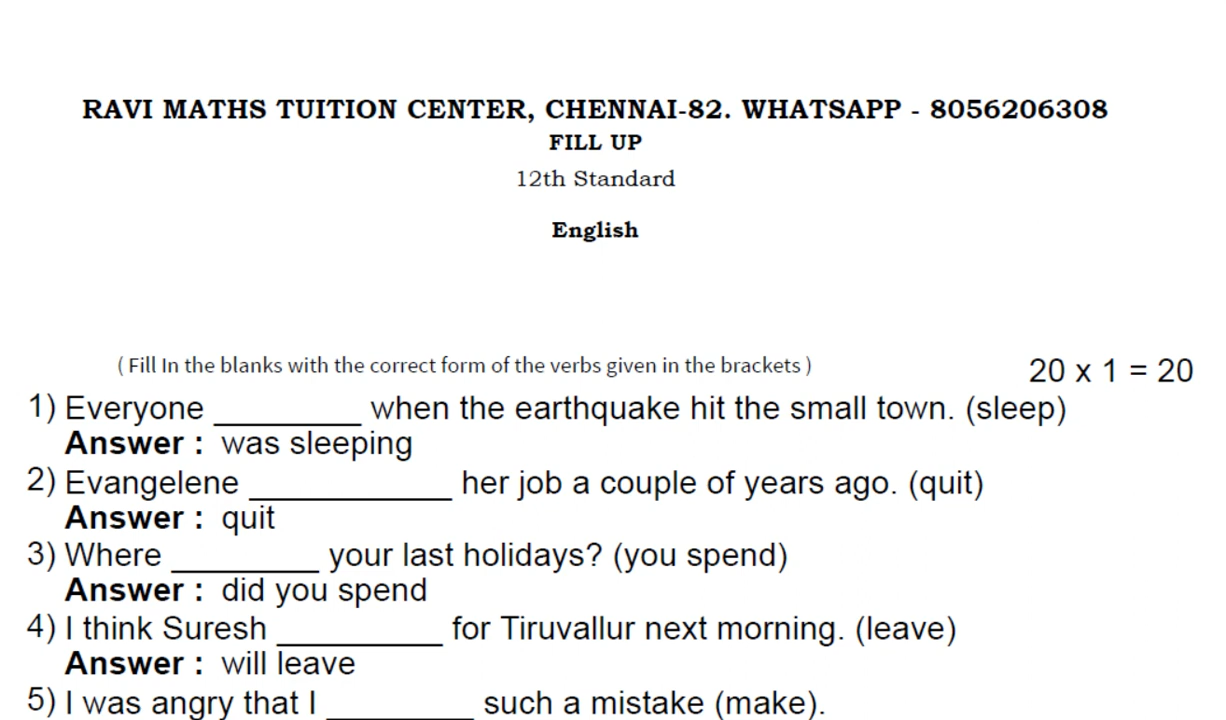 RAVI MATHS TUITION CENTER, CHENNAI-82. WHATSAPP - 8056206308
FILL UP
12th Standard
English
( Fill In the blanks with the correct form of the verbs given in the brackets ) 20 x 1 = 20
1) Everyone ________ when the earthquake hit the small town. (sleep)
Answer : was sleeping
2) Evangelene ___________ her job a couple of years ago. (quit)
Answer : quit
3) Where ________ your last holidays? (you spend)
Answer : did you spend
4) I think Suresh _________ for Tiruvallur next morning. (leave)
Answer : will leave
5) I was angry that I ________ such a mistake (make).